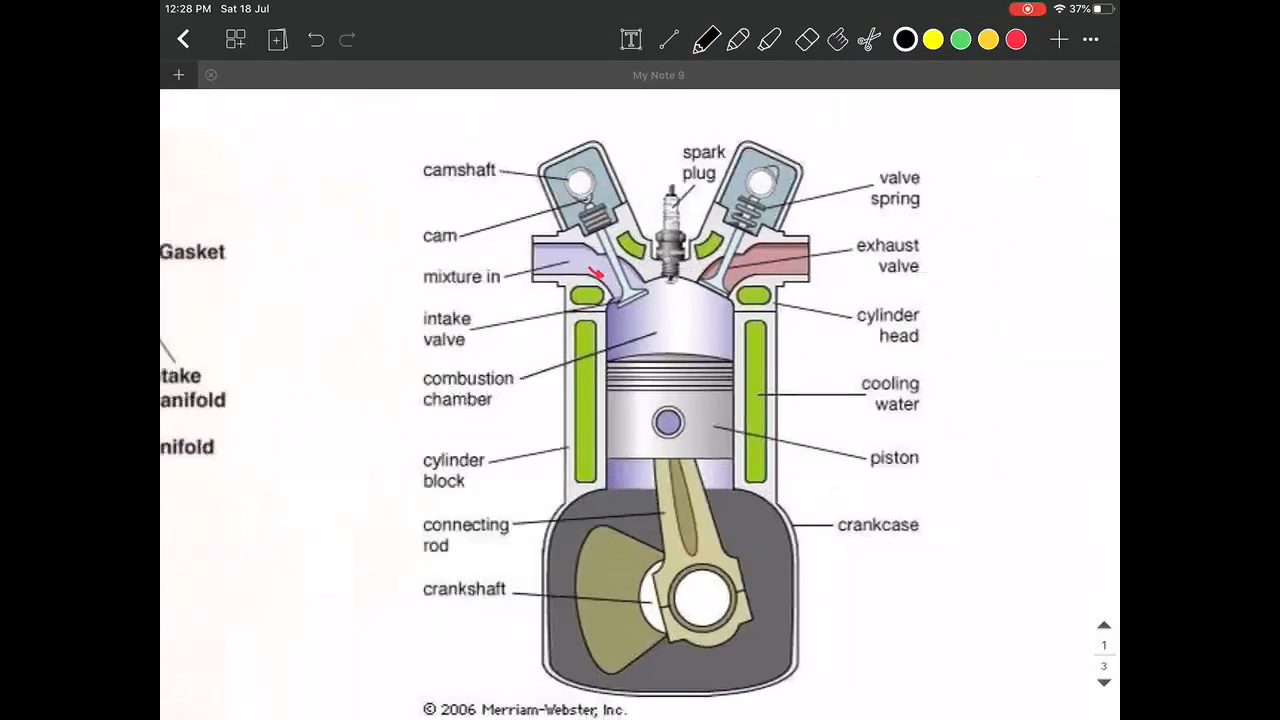 12:28 PM Sat 18 Jul
37%
My Note 9
Gasket
take
anifold
nifold
camshaft
cam
mixture in
intake
valve
combustion
chamber
cylinder
block
connecting
rod
crankshaft
spark
plug
valve
spring
exhaust
valve
cylinder
head
cooling
water
piston
crankcase
1
3
© 2006 Merriam-Webster, Inc.